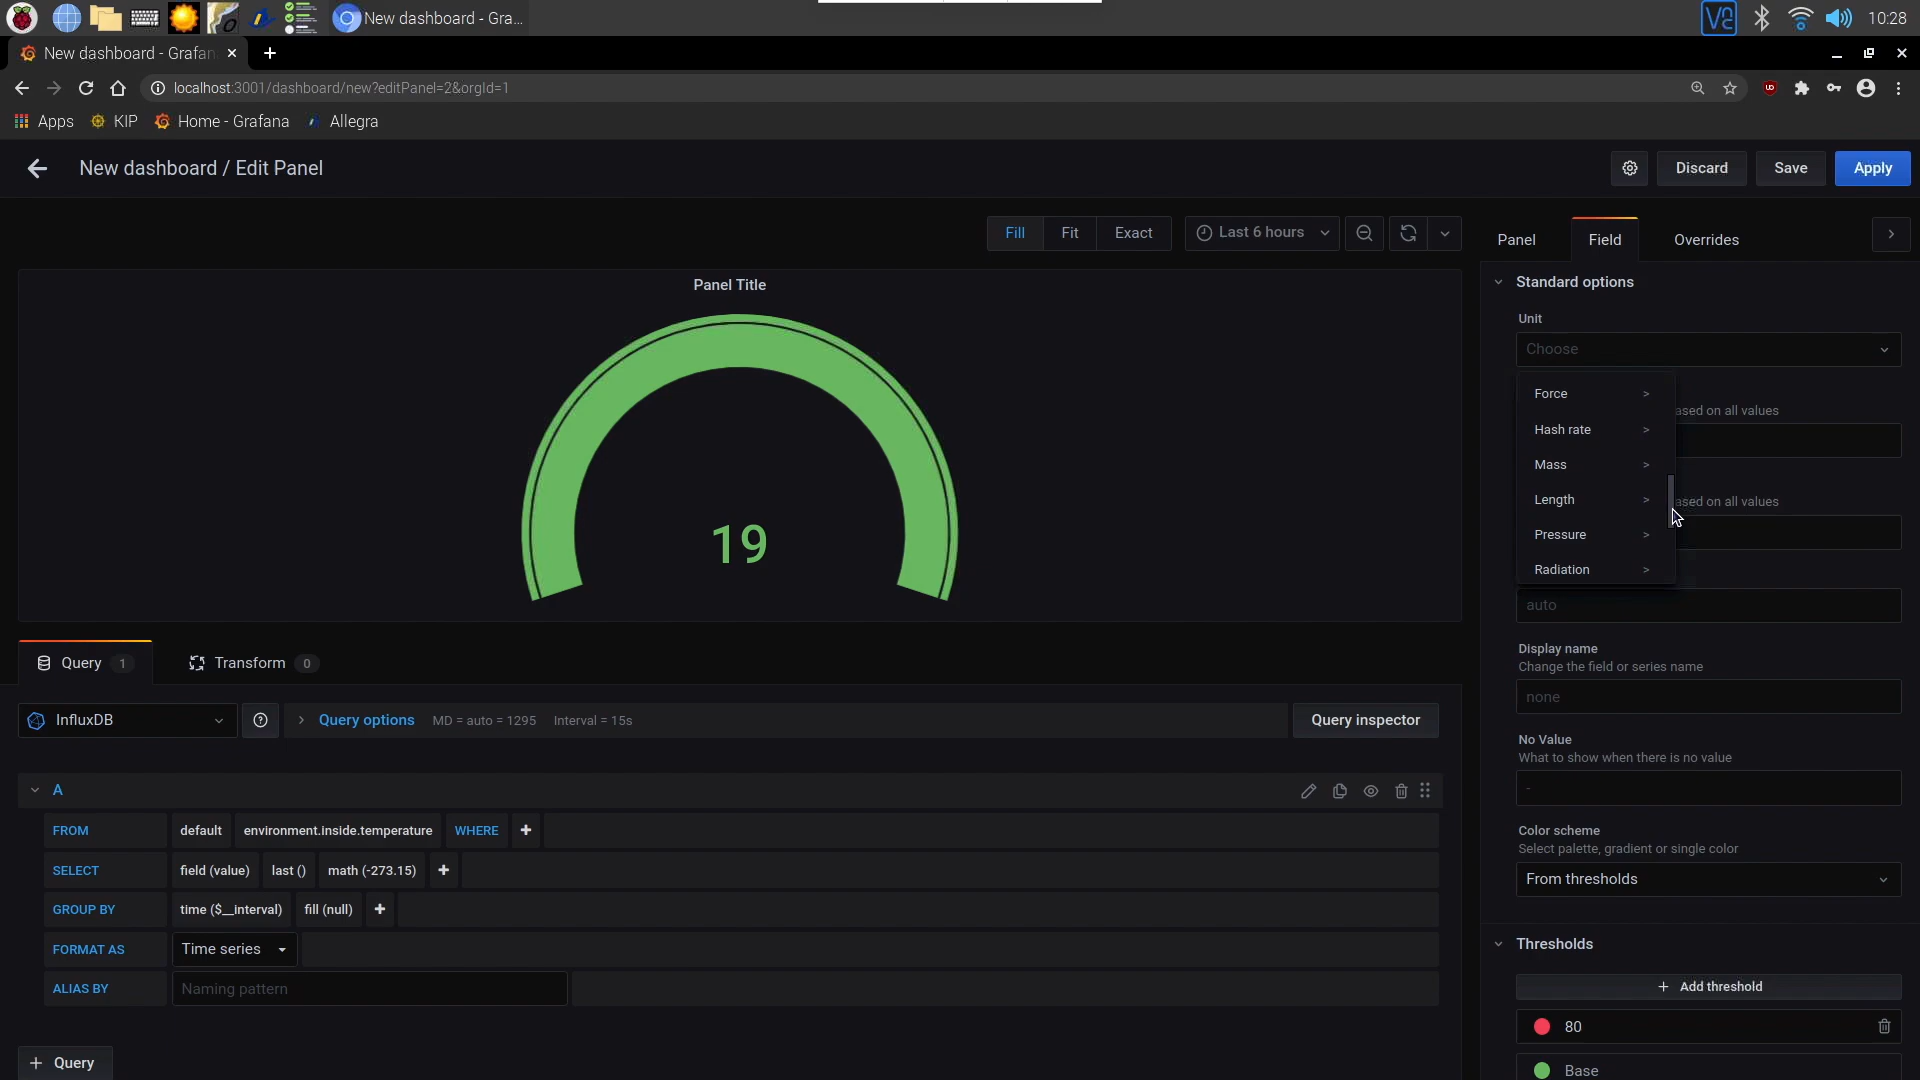 New dashboard - Gra...
10:28
New dashboard - Grafan
localhost:3001/dashboard/new?editPanel=2&orgId=1
Apps
KIP
Home - Grafana
Allegra
New dashboard / Edit Panel
Discard
Save
Apply
Fill
Fit
Exact
Last 6 hours
Panel
Field
Overrides
Panel Title
19
Standard options
Unit
Choose
Force >
Hash rate >
Mass >
Length >
Pressure >
Radiation >
ased on all values
ased on all values
auto
Display name
Change the field or series name
none
No Value
What to show when there is no value
-
Color scheme
Select palette, gradient or single color
From thresholds
Thresholds
+ Add threshold
80
Base
Query 1
Transform 0
InfluxDB
Query options MD = auto = 1295 Interval = 15s
Query inspector
A
FROM default environment.inside.temperature WHERE +
SELECT field (value) last () math (-273.15) +
GROUP BY time ($__interval) fill (null) +
FORMAT AS Time series
ALIAS BY Naming pattern
+ Query